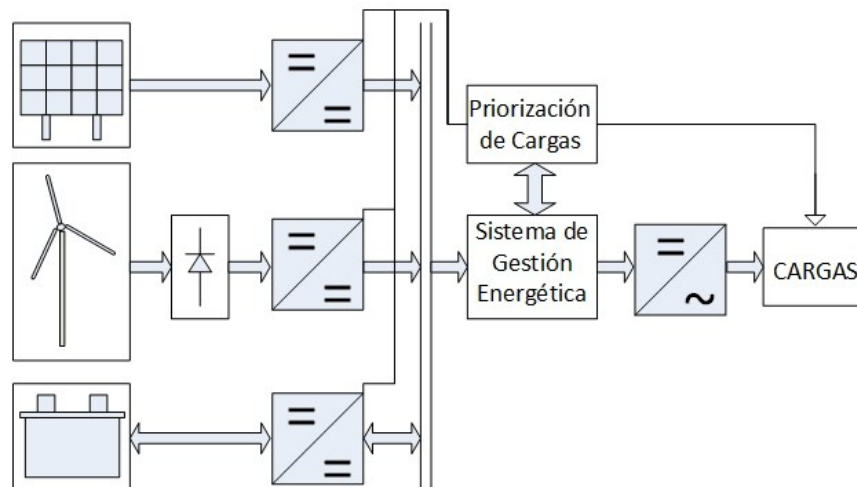 Priorización
de Cargas
Sistema de
Gestión
Energética
CARGAS